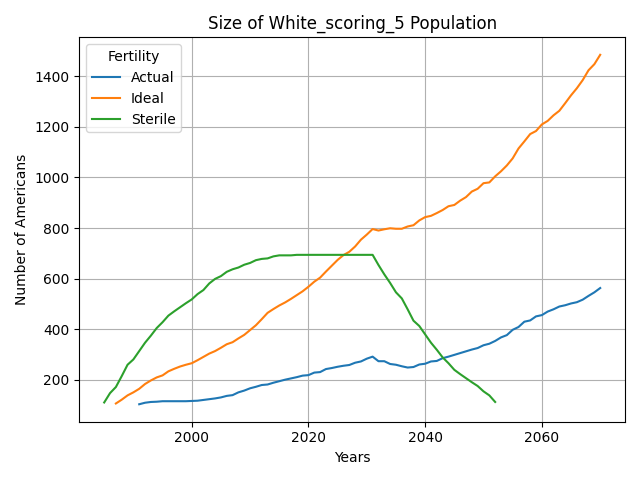 Size of White_scoring_5 Population
Fertility
Actual
Ideal
Sterile
Number of Americans
1400
1200
1000
800
600
400
200
2000
2020
2040
2060
Years